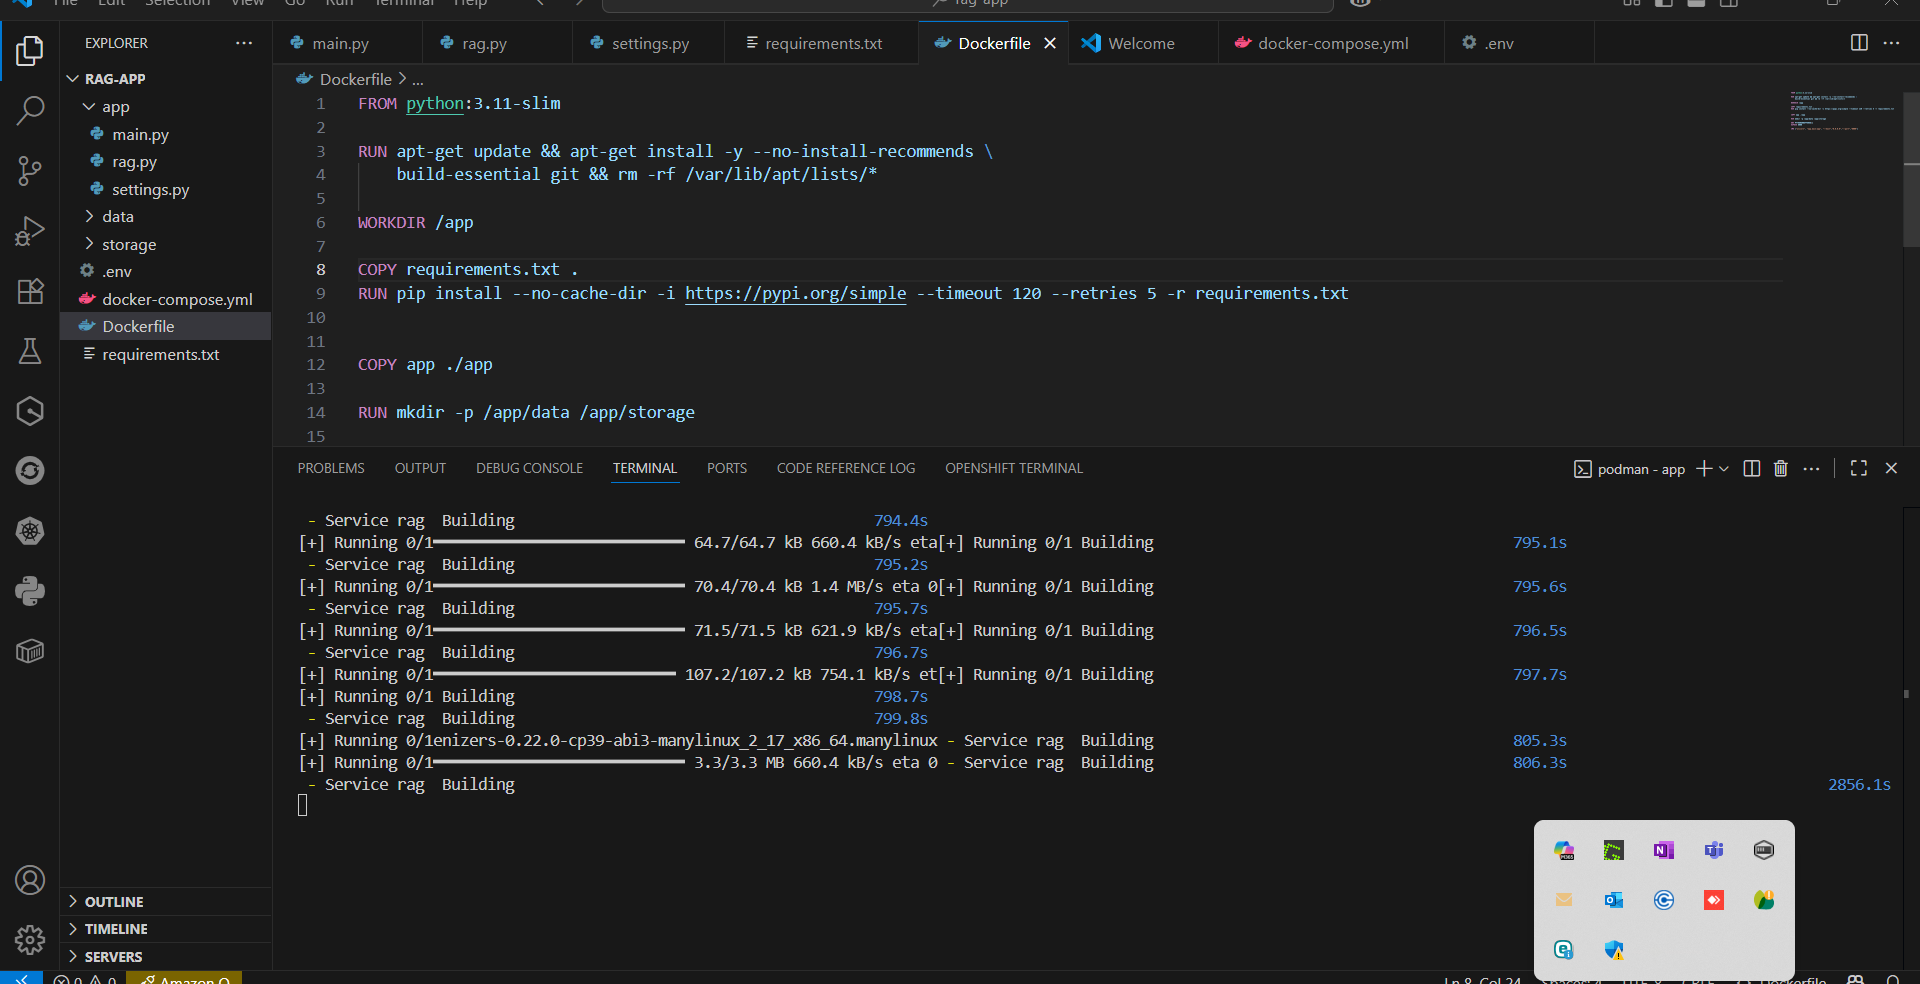 File Edit Selection View Go Run Terminal Help
rag-app
EXPLORER
main.py
rag.py
settings.py
requirements.txt
Dockerfile
Welcome
docker-compose.yml
.env
RAG-APP
app
main.py
rag.py
settings.py
data
storage
.env
docker-compose.yml
Dockerfile
requirements.txt
OUTLINE
TIMELINE
SERVERS
Dockerfile > ...
1 FROM python:3.11-slim
2
3 RUN apt-get update && apt-get install -y --no-install-recommends \
4 build-essential git && rm -rf /var/lib/apt/lists/*
5
6 WORKDIR /app
7
8 COPY requirements.txt .
9 RUN pip install --no-cache-dir -i https://pypi.org/simple --timeout 120 --retries 5 -r requirements.txt
10
11
12 COPY app ./app
13
14 RUN mkdir -p /app/data /app/storage
15
PROBLEMS OUTPUT DEBUG CONSOLE TERMINAL PORTS CODE REFERENCE LOG OPENSHIFT TERMINAL
podman - app
- Service rag Building 794.4s
[+] Running 0/1 64.7/64.7 kB 660.4 kB/s eta[+] Running 0/1 Building 795.1s
- Service rag Building 795.2s
[+] Running 0/1 70.4/70.4 kB 1.4 MB/s eta 0[+] Running 0/1 Building 795.6s
- Service rag Building 795.7s
[+] Running 0/1 71.5/71.5 kB 621.9 kB/s eta[+] Running 0/1 Building 796.5s
- Service rag Building 796.7s
[+] Running 0/1 107.2/107.2 kB 754.1 kB/s et[+] Running 0/1 Building 797.7s
[+] Running 0/1 Building 798.7s
- Service rag Building 799.8s
[+] Running 0/1enizers-0.22.0-cp39-abi3-manylinux_2_17_x86_64.manylinux - Service rag Building 805.3s
[+] Running 0/1 3.3/3.3 MB 660.4 kB/s eta 0 - Service rag Building 806.3s
- Service rag Building 2856.1s
0 0 Amazon Q
Ln 8, Col 24 Spaces: 4 UTF-8 Dockerfile